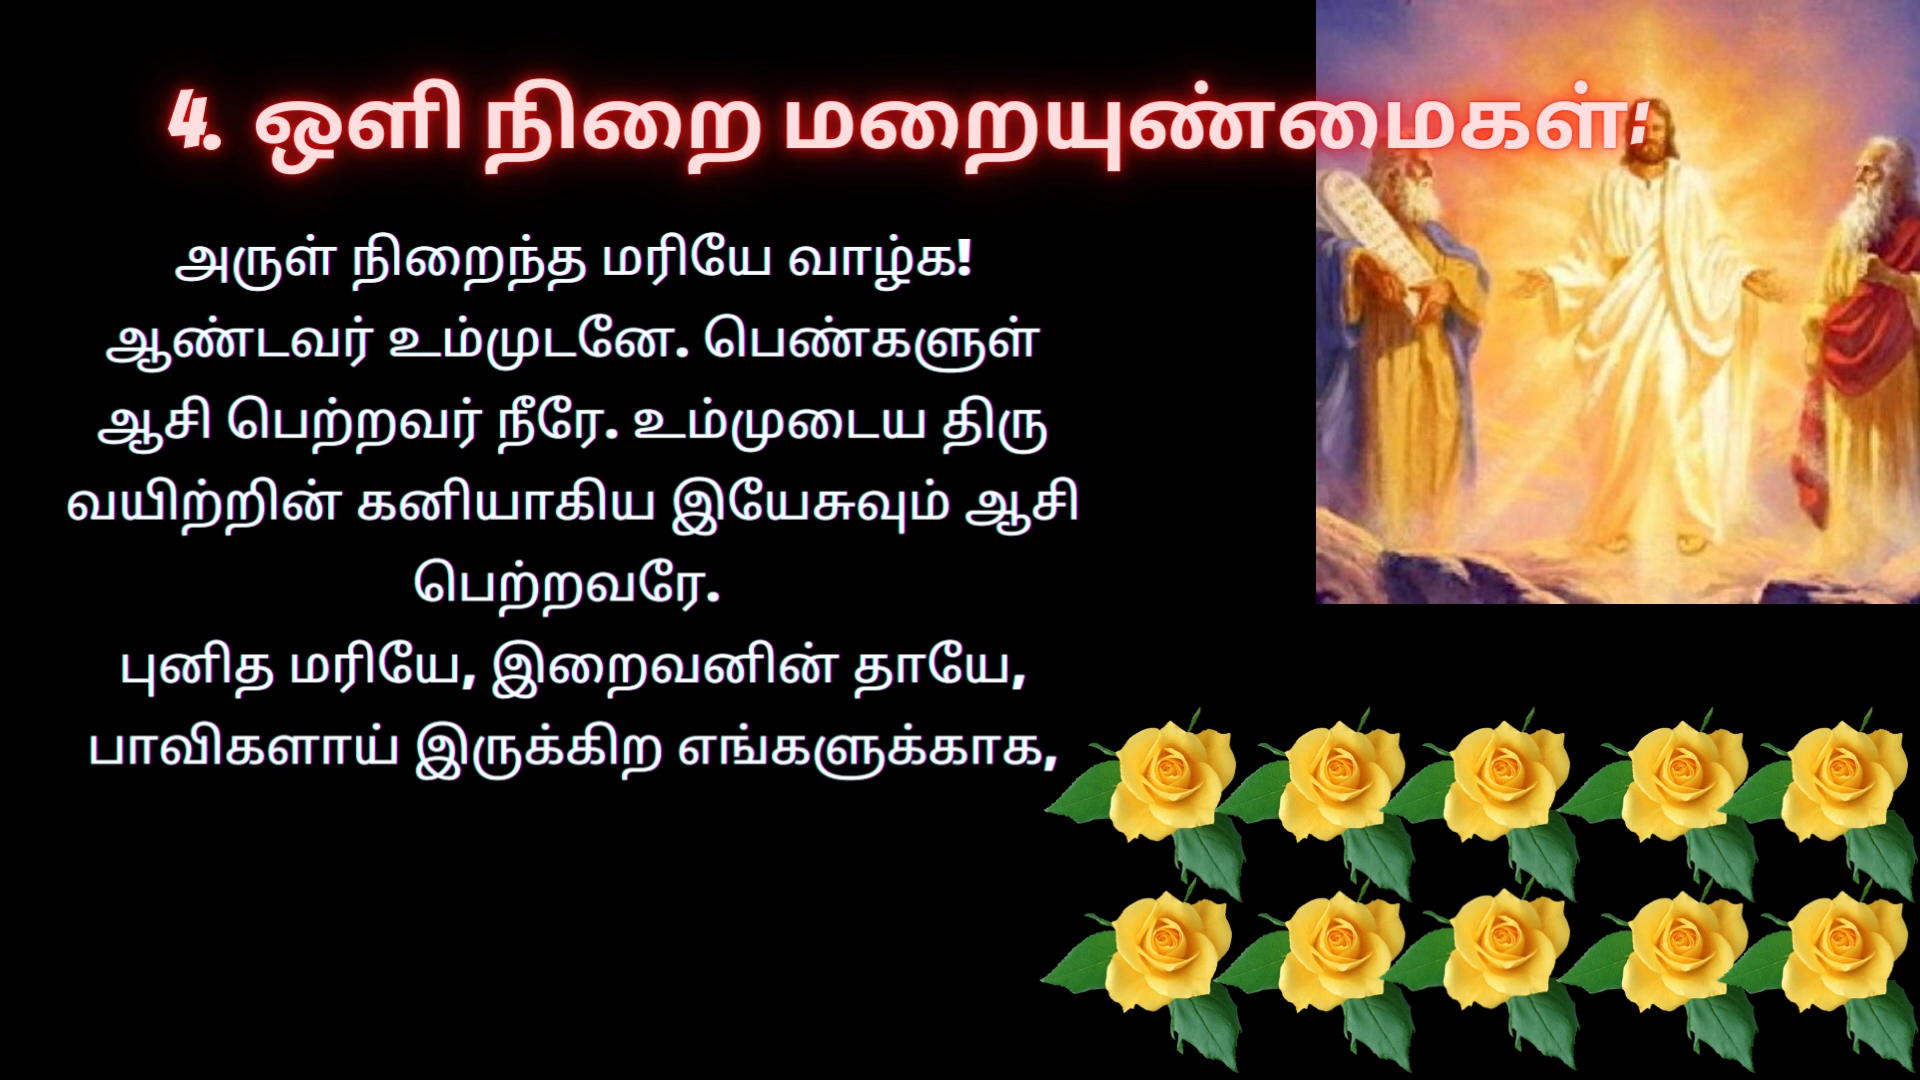 4. ஒளி நிறை மறையுண்மைகள்:
அருள் நிறைந்த மரியே வாழ்க!
ஆண்டவர் உம்முடனே. பெண்களுள்
ஆசி பெற்றவர் நீரே. உம்முடைய திரு
வயிற்றின் கனியாகிய இயேசுவும் ஆசி
பெற்றவரே.
புனித மரியே, இறைவனின் தாயே,
பாவிகளாய் இருக்கிற எங்களுக்காக,